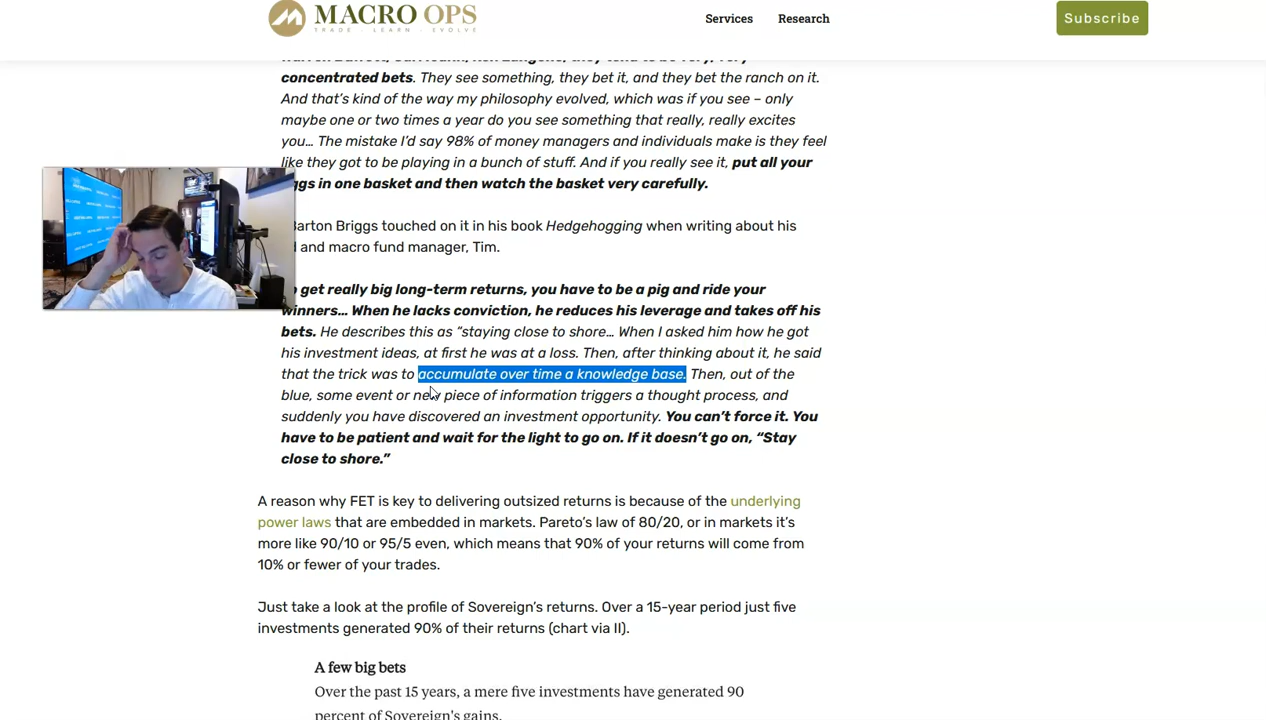 MACRO OPS
TRADE . LEARN . EVOLVE
Services
Research
Subscribe
concentrated bets. They see something, they bet it, and they bet the ranch on it.
And that's kind of the way my philosophy evolved, which was if you see – only
maybe one or two times a year do you see something that really, really excites
you… The mistake I'd say 98% of money managers and individuals make is they feel
like they got to be playing in a bunch of stuff. And if you really see it, put all your
ggs in one basket and then watch the basket very carefully.
Barton Briggs touched on it in his book Hedgehogging when writing about his
and macro fund manager, Tim.
get really big long-term returns, you have to be a pig and ride your
winners… When he lacks conviction, he reduces his leverage and takes off his
bets. He describes this as “staying close to shore… When I asked him how he got
his investment ideas, at first he was at a loss. Then, after thinking about it, he said
that the trick was to accumulate over time a knowledge base. Then, out of the
blue, some event or new piece of information triggers a thought process, and
suddenly you have discovered an investment opportunity. You can't force it. You
have to be patient and wait for the light to go on. If it doesn't go on, “Stay
close to shore.”
A reason why FET is key to delivering outsized returns is because of the underlying
power laws that are embedded in markets. Pareto's law of 80/20, or in markets it's
more like 90/10 or 95/5 even, which means that 90% of your returns will come from
10% or fewer of your trades.
Just take a look at the profile of Sovereign's returns. Over a 15-year period just five
investments generated 90% of their returns (chart via II).
A few big bets
Over the past 15 years, a mere five investments have generated 90
percent of Sovereign's gains.